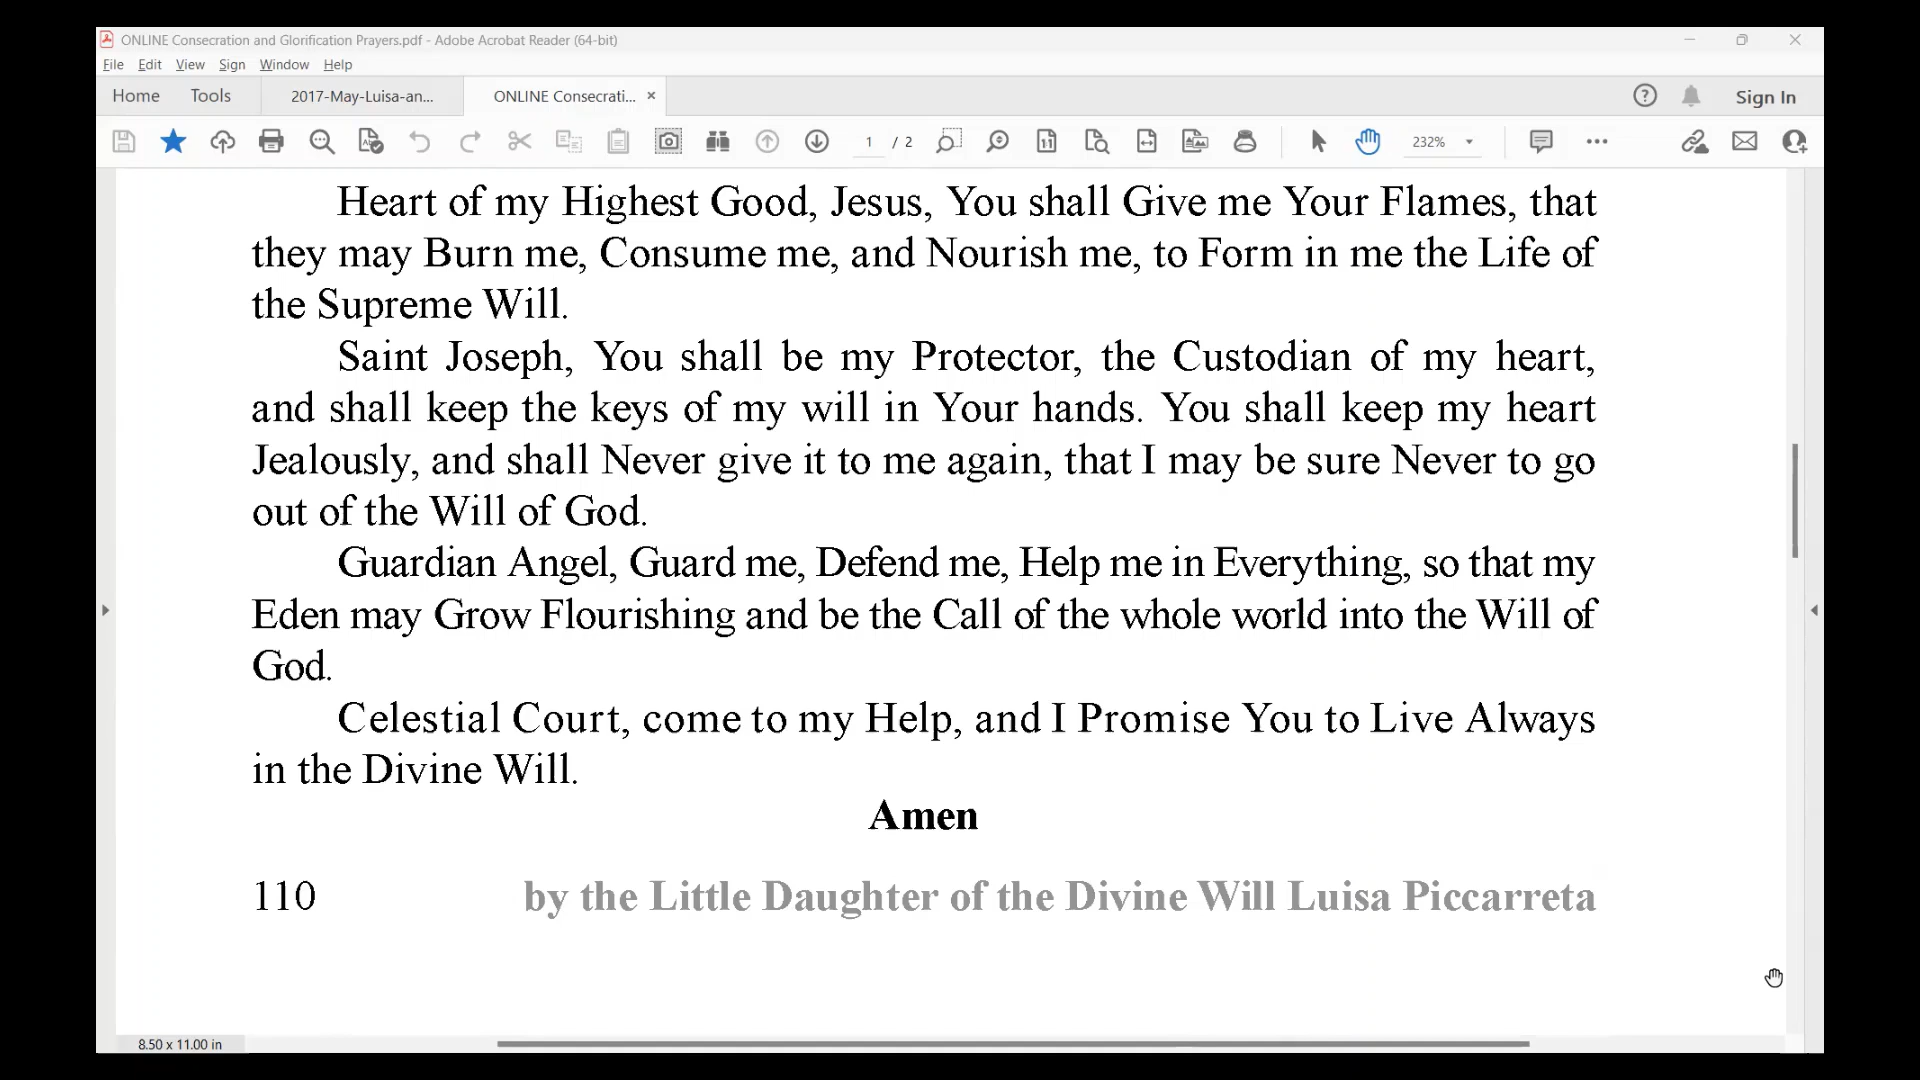 ONLINE Consecration and Glorification Prayers.pdf - Adobe Acrobat Reader (64-bit)
File Edit View Sign Window Help
Home Tools 2017-May-Luisa-an... ONLINE Consecrati... × Sign In
1 / 2 232%
Heart of my Highest Good, Jesus, You shall Give me Your Flames, that
they may Burn me, Consume me, and Nourish me, to Form in me the Life of
the Supreme Will.
Saint Joseph, You shall be my Protector, the Custodian of my heart,
and shall keep the keys of my will in Your hands. You shall keep my heart
Jealously, and shall Never give it to me again, that I may be sure Never to go
out of the Will of God.
Guardian Angel, Guard me, Defend me, Help me in Everything, so that my
Eden may Grow Flourishing and be the Call of the whole world into the Will of
God.
Celestial Court, come to my Help, and I Promise You to Live Always
in the Divine Will.
Amen
110 by the Little Daughter of the Divine Will Luisa Piccarreta
8.50 x 11.00 in